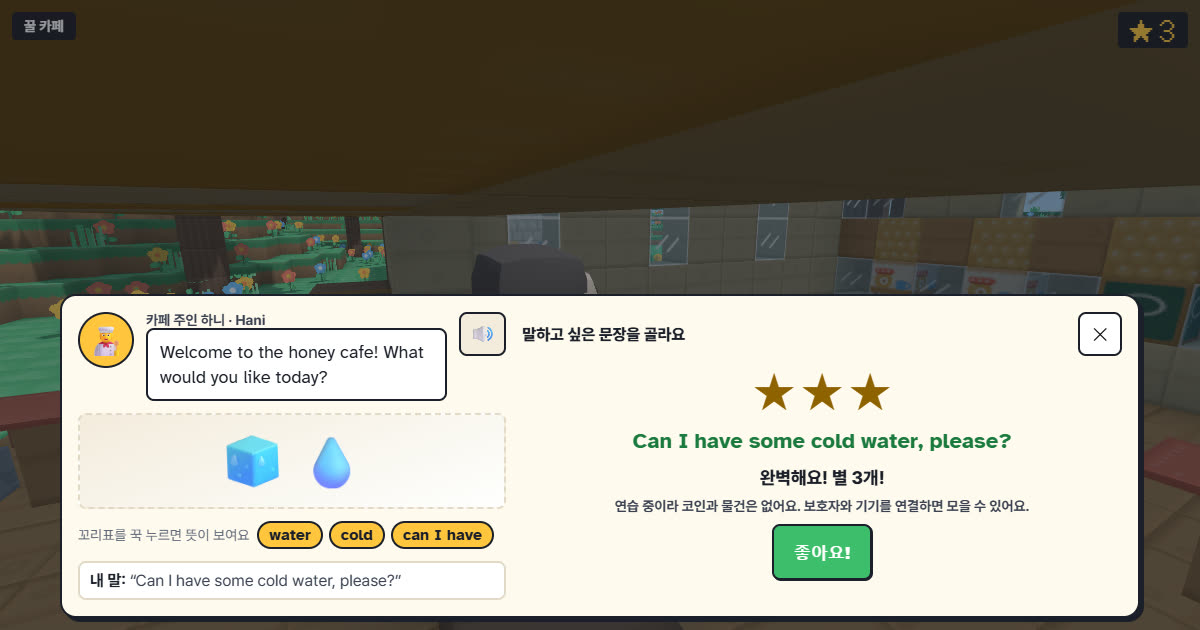 꿀 카페
★ 3
카페 주인 하니 · Hani
Welcome to the honey cafe! What
would you like today?
꼬리표를 꾹 누르면 뜻이 보여요
water
cold
can I have
내 말: “Can I have some cold water, please?”
말하고 싶은 문장을 골라요
★ ★ ★
Can I have some cold water, please?
완벽해요! 별 3개!
연습 중이라 코인과 물건은 없어요. 보호자와 기기를 연결하면 모을 수 있어요.
좋아요!